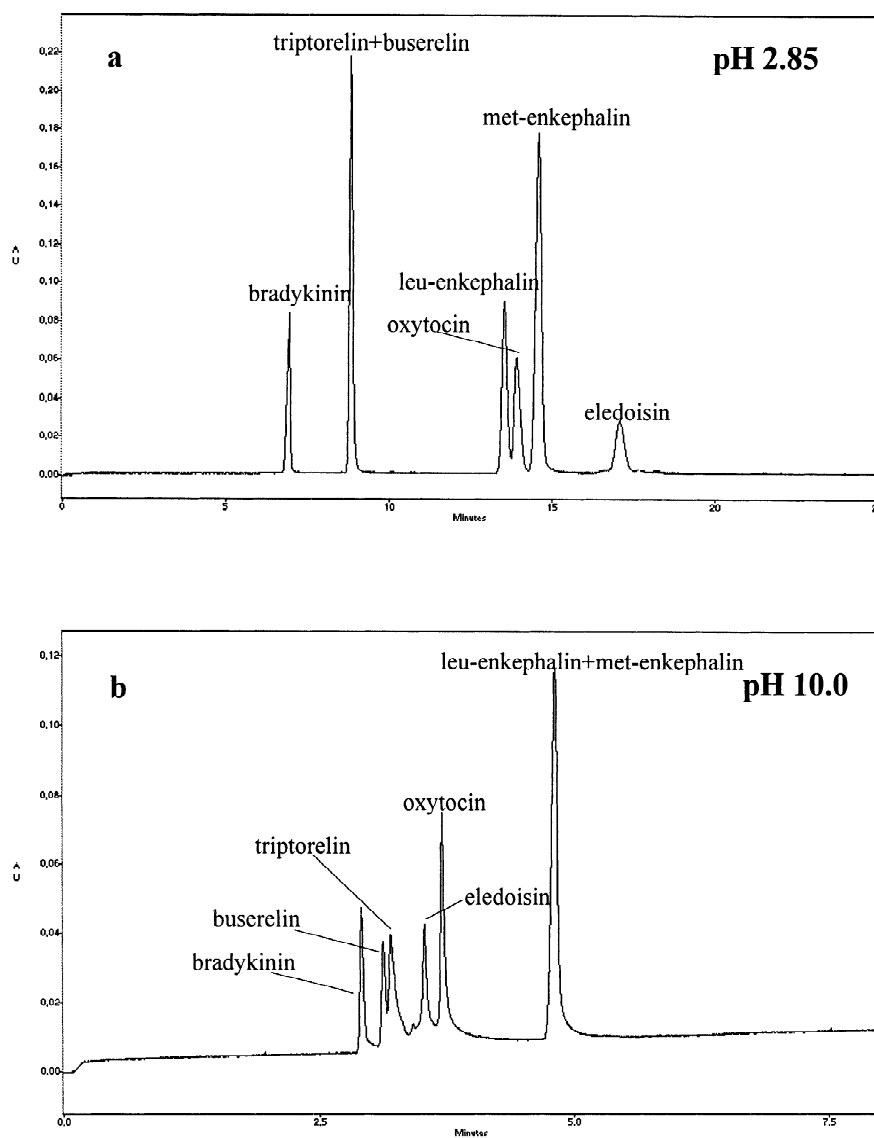 a
triptorelin+buserelin
pH 2.85
met-enkephalin
leu-enkephalin
bradykinin
oxytocin
eledoisin
0,22
0,20
0,18
0,16
0,14
0,12
0,10
0,08
0,06
0,04
0,02
0,00
AU
0 5 10 15 20 2
Minutes
b
leu-enkephalin+met-enkephalin
pH 10.0
oxytocin
triptorelin
eledoisin
buserelin
bradykinin
0,12
0,10
0,08
0,06
0,04
0,02
0,00
AU
0.0 2.5 5.0 7.5
Minutes